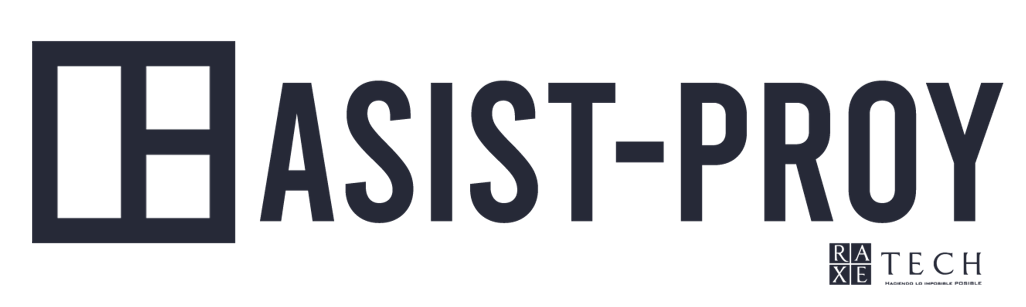 ASIST-PROY
RA
XE
TECH
Haciendo lo imposible POSIBLE